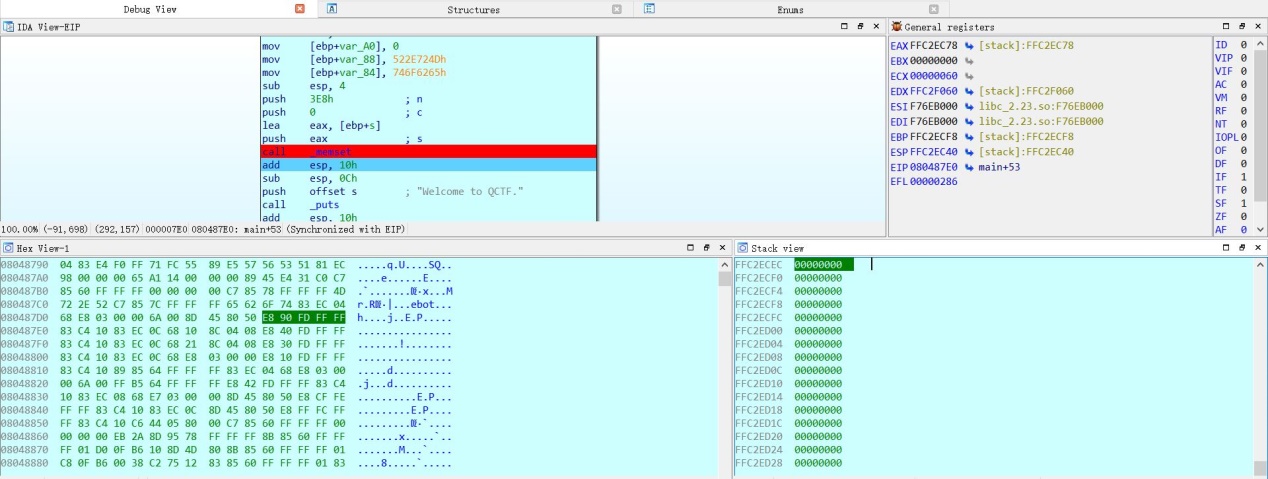 Debug View
Structures
Enums
IDA View-EIP
General registers
mov [ebp+var_A0], 0
mov [ebp+var_88], 522E724Dh
mov [ebp+var_84], 746F6265h
sub esp, 4
push 3E8h ; n
push 0 ; c
lea eax, [ebp+s]
push eax ; s
call _memset
add esp, 10h
sub esp, 0Ch
push offset s ; "Welcome to QCTF."
call _puts
add esp, 10h
100.00% (-91,698) (292,157) 000007E0 080487E0: main+53 (Synchronized with EIP)
EAX FFC2EC78 [stack]:FFC2EC78
EBX 00000000
ECX 00000060
EDX FFC2F060 [stack]:FFC2F060
ESI F76EB000 libc_2.23.so:F76EB000
EDI F76EB000 libc_2.23.so:F76EB000
EBP FFC2ECF8 [stack]:FFC2ECF8
ESP FFC2EC40 [stack]:FFC2EC40
EIP 080487E0 main+53
EFL 00000286
ID 0
VIP 0
VIF 0
AC 0
VM 0
RF 0
NT 0
IOPL 0
OF 0
DF 0
IF 1
TF 0
SF 1
ZF 0
AF 0
Hex View-1
08048790 04 83 E4 F0 FF 71 FC 55 89 E5 57 56 53 51 81 EC .....q.U....SQ..
080487A0 98 00 00 00 65 A1 14 00 00 00 89 45 E4 31 C0 C7 ....e......E....
080487B0 85 60 FF FF FF 00 00 00 00 C7 85 78 FF FF FF 4D
080487C0 72 2E 52 C7 85 7C FF FF FF 65 62 6F 74 83 EC 04
080487D0 68 E8 03 00 00 6A 00 8D 45 80 50 E8 90 FD FF FF h....j..E.P.....
080487E0 83 C4 10 83 EC 0C 68 10 8C 04 08 E8 40 FD FF FF ................
080487F0 83 C4 10 83 EC 0C 68 21 8C 04 08 E8 30 FD FF FF .......!........
08048800 83 C4 10 83 EC 0C 68 E8 03 00 00 E8 10 FD FF FF ................
08048810 83 C4 10 89 85 64 FF FF FF 83 EC 04 68 E8 03 00 .....d..........
08048820 00 6A 00 FF B5 64 FF FF FF E8 42 FD FF FF 83 C4 .j...d..........
08048830 10 83 EC 08 68 E7 03 00 00 8D 45 80 50 E8 CF FE ..........E.P...
08048840 FF FF 83 C4 10 83 EC 0C 8D 45 80 50 E8 FF FC FF .........E.P....
08048850 FF 83 C4 10 C6 44 05 80 00 C7 85 60 FF FF FF 00
08048860 00 00 00 EB 2A 8D 95 78 FF FF FF 8B 85 60 FF FF .......x.....`..
08048870 FF 01 D0 0F B6 10 8D 4D 80 8B 85 60 FF FF FF 01 .......M...`....
08048880 C8 0F B6 00 38 C2 75 12 83 85 60 FF FF FF 01 83 ....8.....`.....
Stack view
FFC2ECEC 00000000
FFC2ECF0 00000000
FFC2ECF4 00000000
FFC2ECF8 00000000
FFC2ECFC 00000000
FFC2ED00 00000000
FFC2ED04 00000000
FFC2ED08 00000000
FFC2ED0C 00000000
FFC2ED10 00000000
FFC2ED14 00000000
FFC2ED18 00000000
FFC2ED1C 00000000
FFC2ED20 00000000
FFC2ED24 00000000
FFC2ED28 00000000